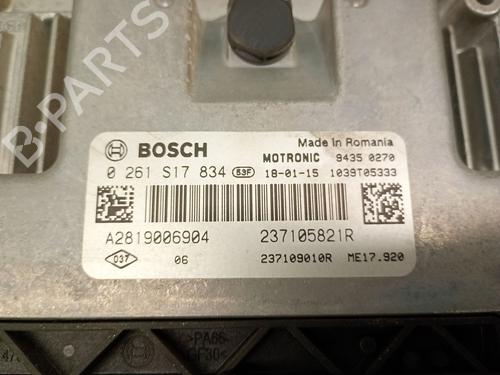 Made in Romania
BOSCH
MOTRONIC 9435 0270
0 261 S17 834 53F 18-01-15 1039T05333
A2819006904 237105821R
037 06 237109010R ME17.920
>PA66-
GF30<